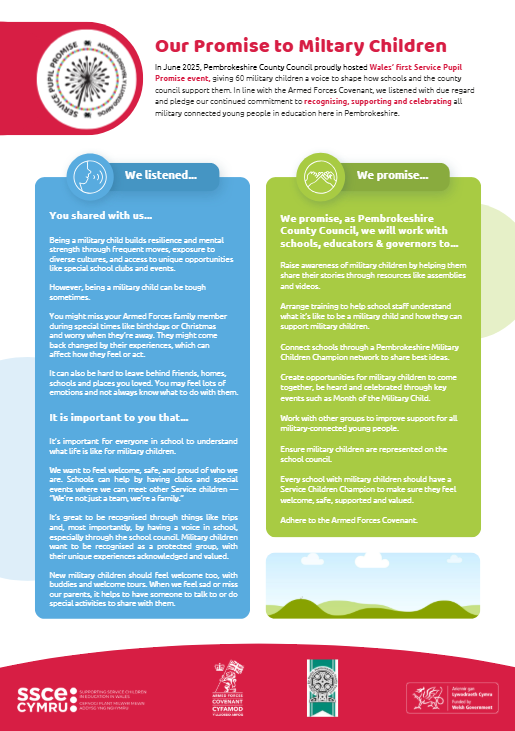 SERVICE PUPIL PROMISE
Our Promise to Miltary Children
In June 2025, Pembrokeshire County Council proudly hosted Wales' first Service Pupil
Promise event, giving 60 military children a voice to shape how schools and the county
council support them. In line with the Armed Forces Covenant, we listened with due regard
and pledge our continued commitment to recognising, supporting and celebrating all
military connected young people in education here in Pembrokeshire.
We listened...
You shared with us...
Being a military child builds resilience and mental
strength through frequent moves, exposure to
diverse cultures, and access to unique opportunities
like special school clubs and events.
However, being a military child can be tough
sometimes.
You might miss your Armed Forces family member
during special times like birthdays or Christmas
and worry when they're away. They might come
back changed by their experiences, which can
affect how they feel or act.
It can also be hard to leave behind friends, homes,
schools and places you loved. You may feel lots of
emotions and not always know what to do with them.
It is important to you that...
It's important for everyone in school to understand
what life is like for military children.
We want to feel welcome, safe, and proud of who we
are. Schools can help by having clubs and special
events where we can meet other Service children —
"We're not just a team, we're a family."
It's great to be recognised through things like trips
and, most importantly, by having a voice in school,
especially through the school council. Military children
want to be recognised as a protected group, with
their unique experiences acknowledged and valued.
New military children should feel welcome too, with
buddies and welcome tours. When we feel sad or miss
our parents, it helps to have someone to talk to or do
special activities to share with them.
We promise...
We promise, as Pembrokeshire
County Council, we will work with
schools, educators & governors to...
Raise awareness of military children by helping them
share their stories through resources like assemblies
and videos.
Arrange training to help school staff understand
what it's like to be a military child and how they can
support military children.
Connect schools through a Pembrokeshire Military
Children Champion network to share best ideas.
Create opportunities for military children to come
together, be heard and celebrated through key
events such as Month of the Military Child.
Work with other groups to improve support for all
military-connected young people.
Ensure military children are represented on the
school council.
Every school with military children should have a
Service Children Champion to make sure they feel
welcome, safe, supported and valued.
Adhere to the Armed Forces Covenant.
SSCE
CYMRU
SUPPORTING SERVICE CHILDREN
IN EDUCATION IN WALES
ARMED FORCES
COVENANT
CYFAMOD
Y LLUOEDD ARFOG
Ariennir gan
Lywodraeth Cymru
Funded by
Welsh Government